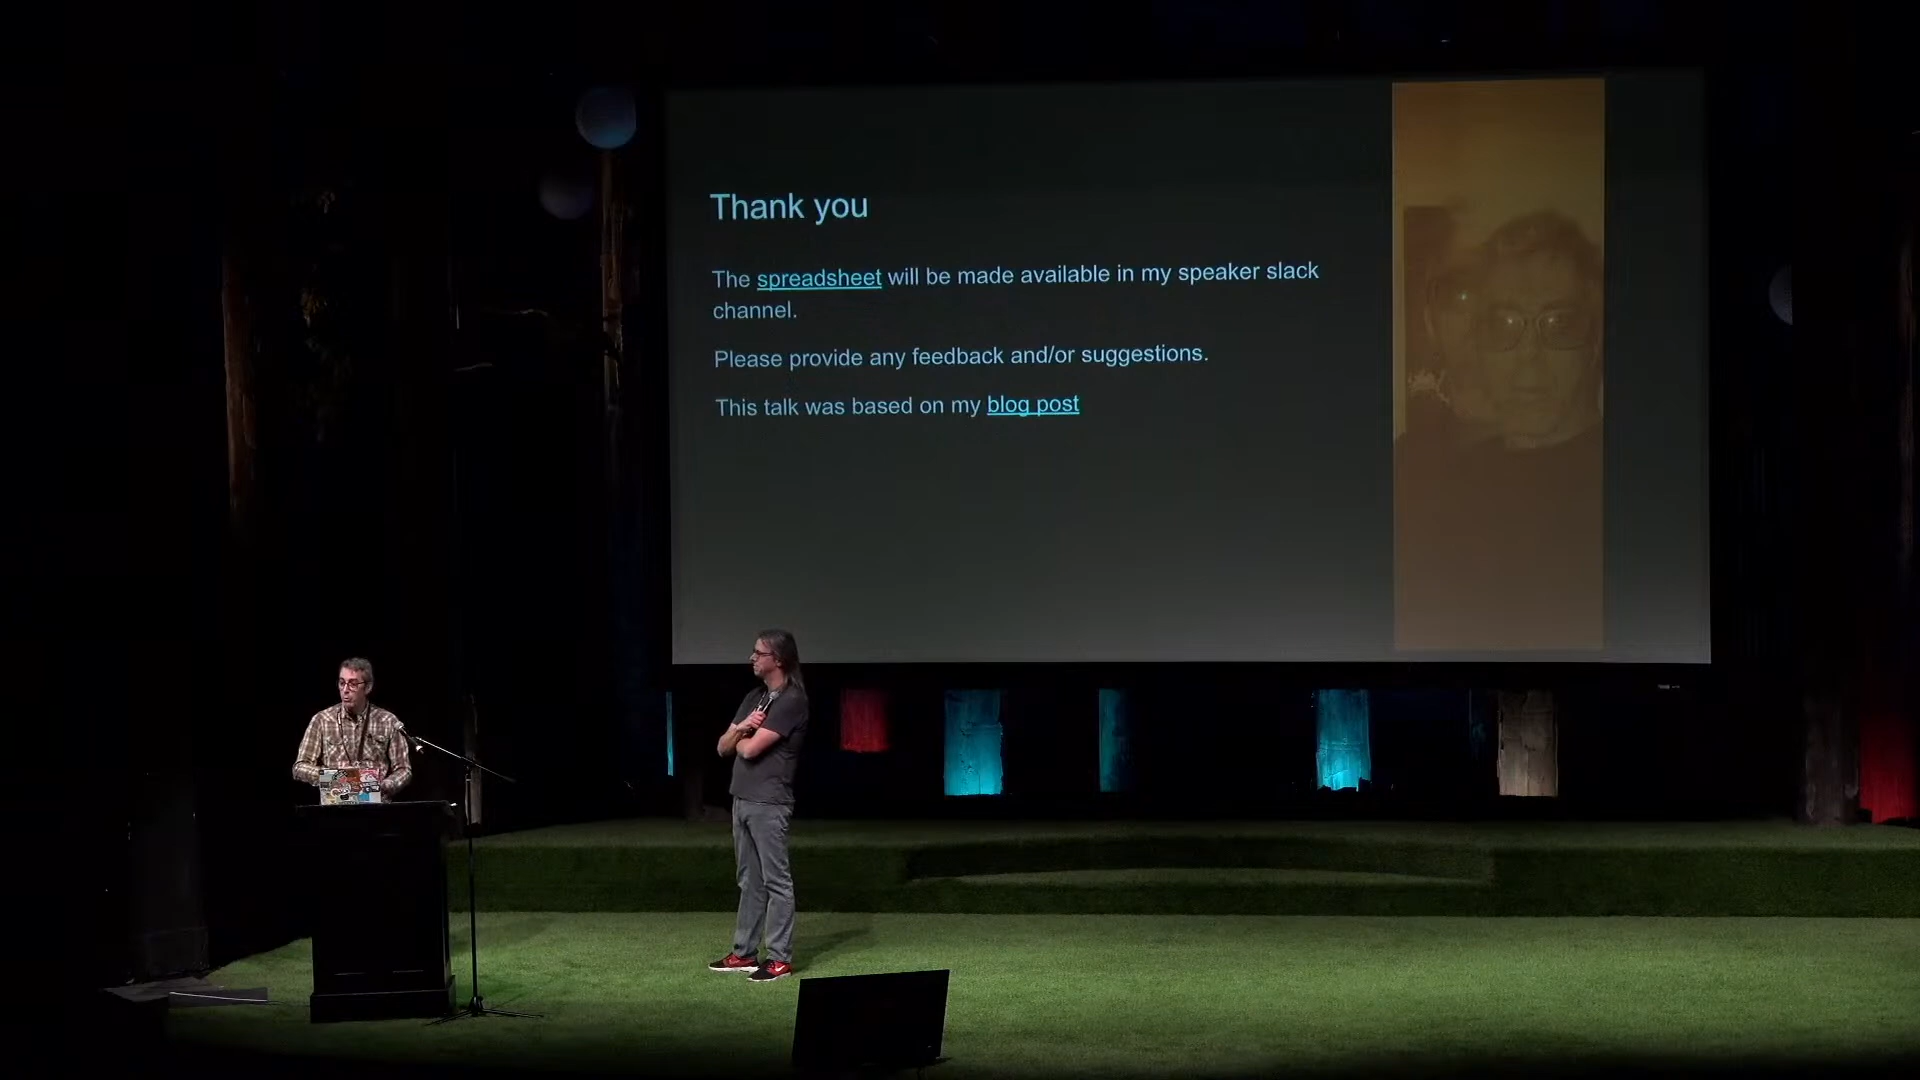 Thank you
The spreadsheet will be made available in my speaker slack
channel.
Please provide any feedback and/or suggestions.
This talk was based on my blog post